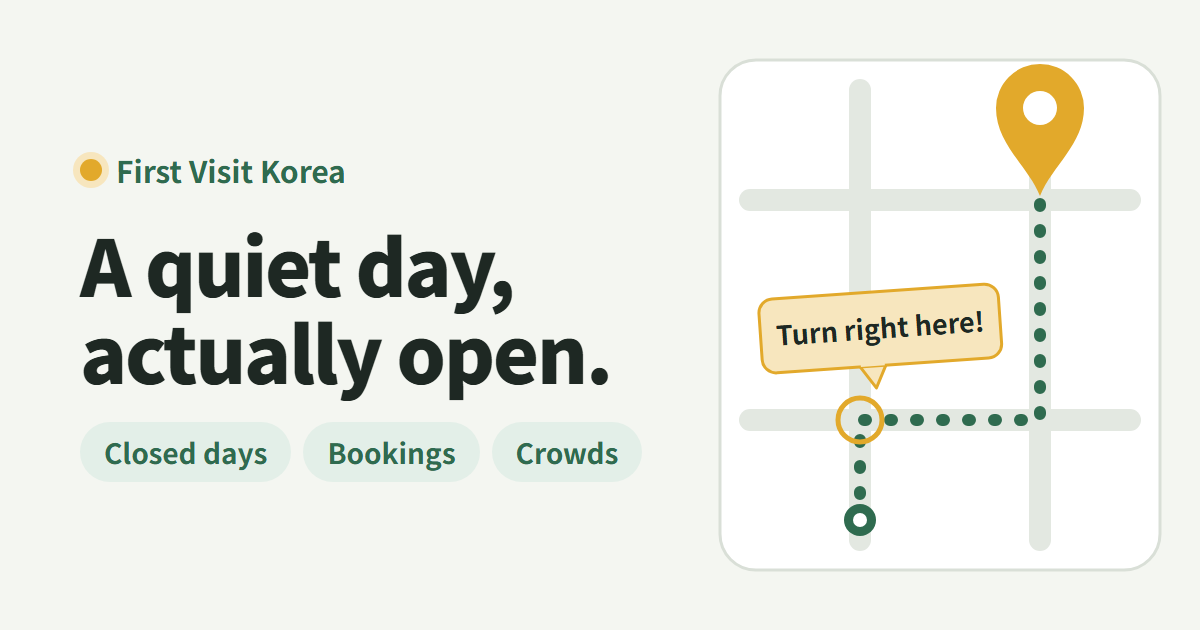 First Visit Korea
A quiet day,
actually open.
Closed days
Bookings
Crowds
Turn right here!